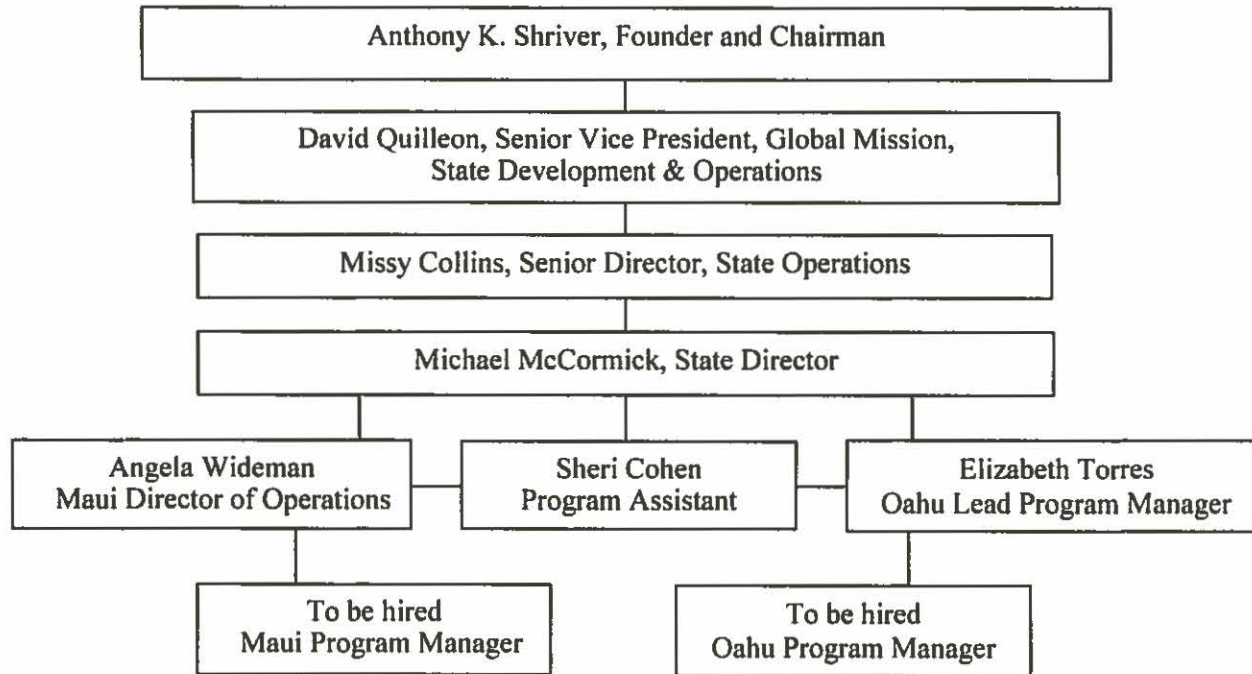 Anthony K. Shriver, Founder and Chairman
David Quilleon, Senior Vice President, Global Mission,
State Development & Operations
Missy Collins, Senior Director, State Operations
Michael McCormick, State Director
Angela Wideman
Maui Director of Operations
Sheri Cohen
Program Assistant
Elizabeth Torres
Oahu Lead Program Manager
To be hired
Maui Program Manager
To be hired
Oahu Program Manager